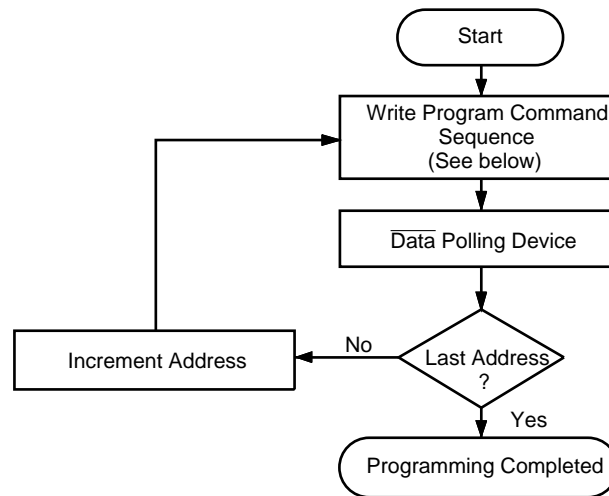 Start
Write Program Command
Sequence
(See below)
Data Polling Device
Increment Address
No
Last Address
?
Yes
Programming Completed